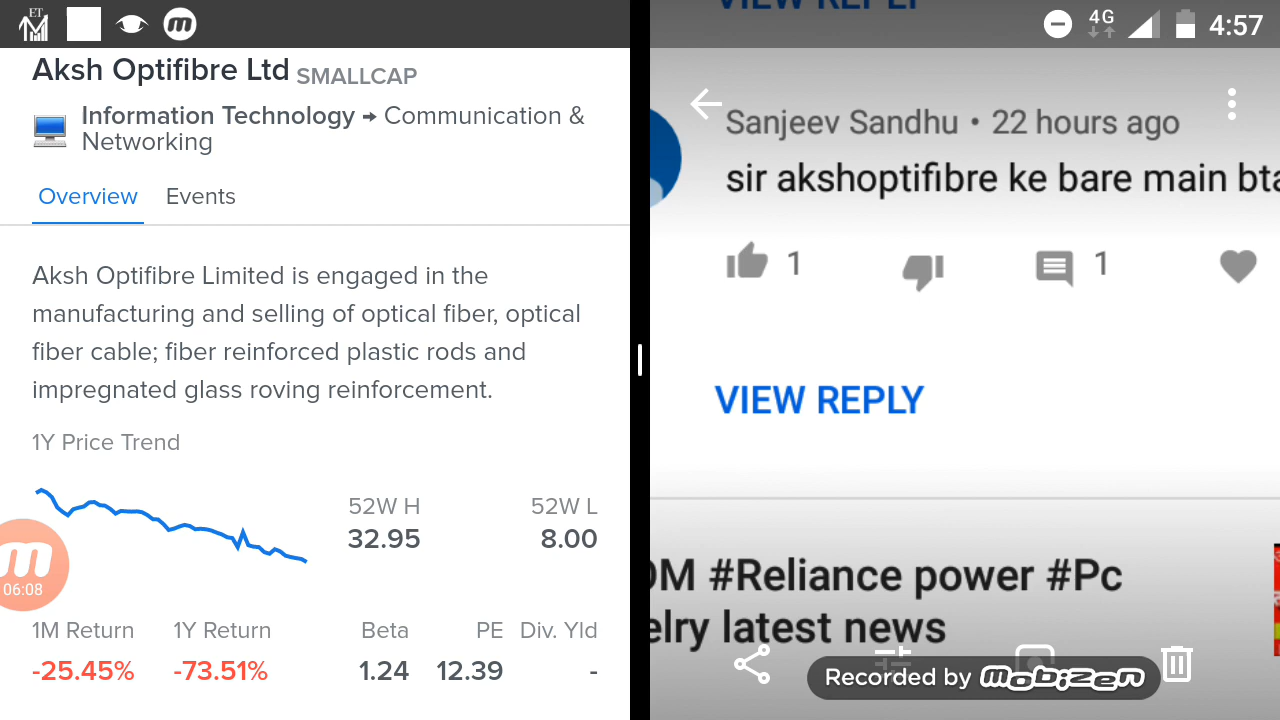 ET
4G
4:57
Aksh Optifibre Ltd SMALLCAP
Information Technology → Communication &
Networking
Overview Events
Aksh Optifibre Limited is engaged in the
manufacturing and selling of optical fiber, optical
fiber cable; fiber reinforced plastic rods and
impregnated glass roving reinforcement.
1Y Price Trend
52W H 52W L
32.95 8.00
m
06:08
1M Return 1Y Return Beta PE Div. Yld
-25.45% -73.51% 1.24 12.39 -
VIEW REPLY
Sanjeev Sandhu • 22 hours ago
sir akshoptifibre ke bare main
1 1
VIEW REPLY
#Reliance power #Pc
latest news
Recorded by mobizen